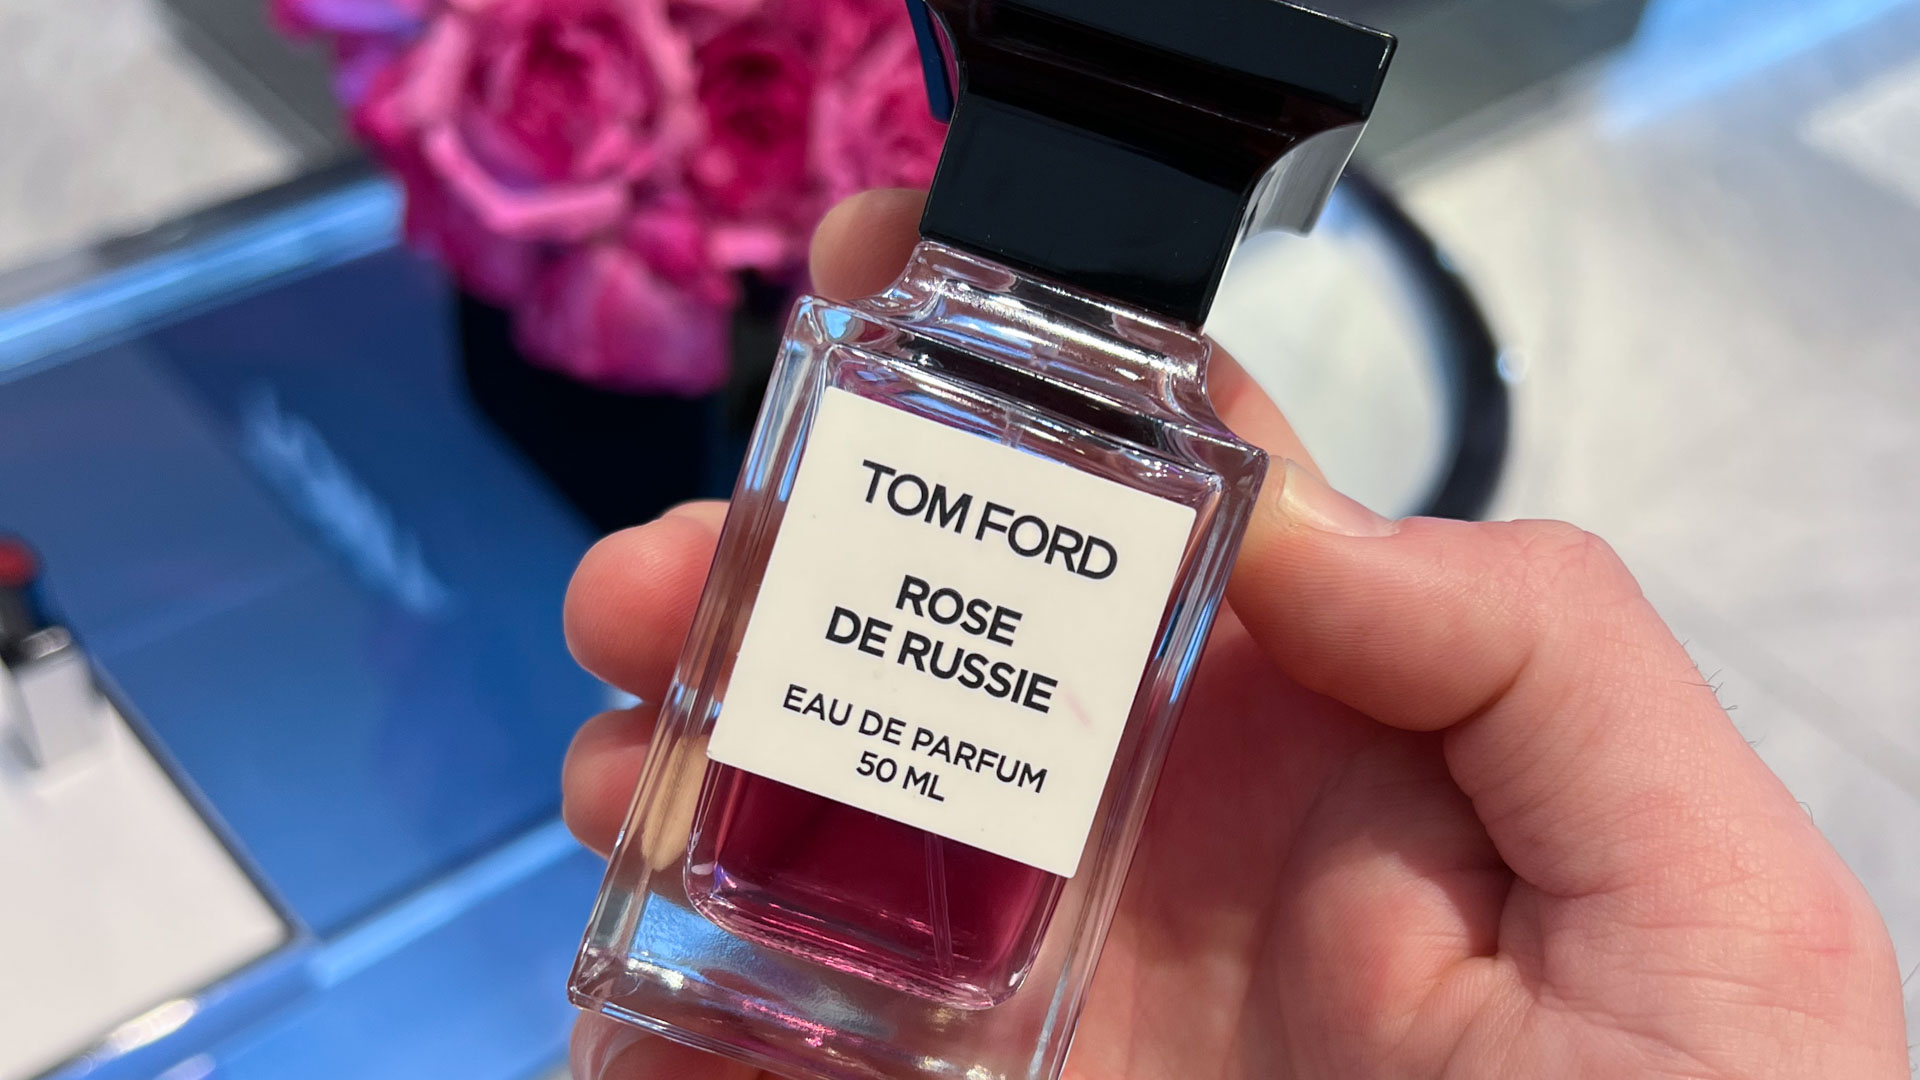 TOM FORD
ROSE
DE RUSSIE
EAU DE PARFUM
50 ML